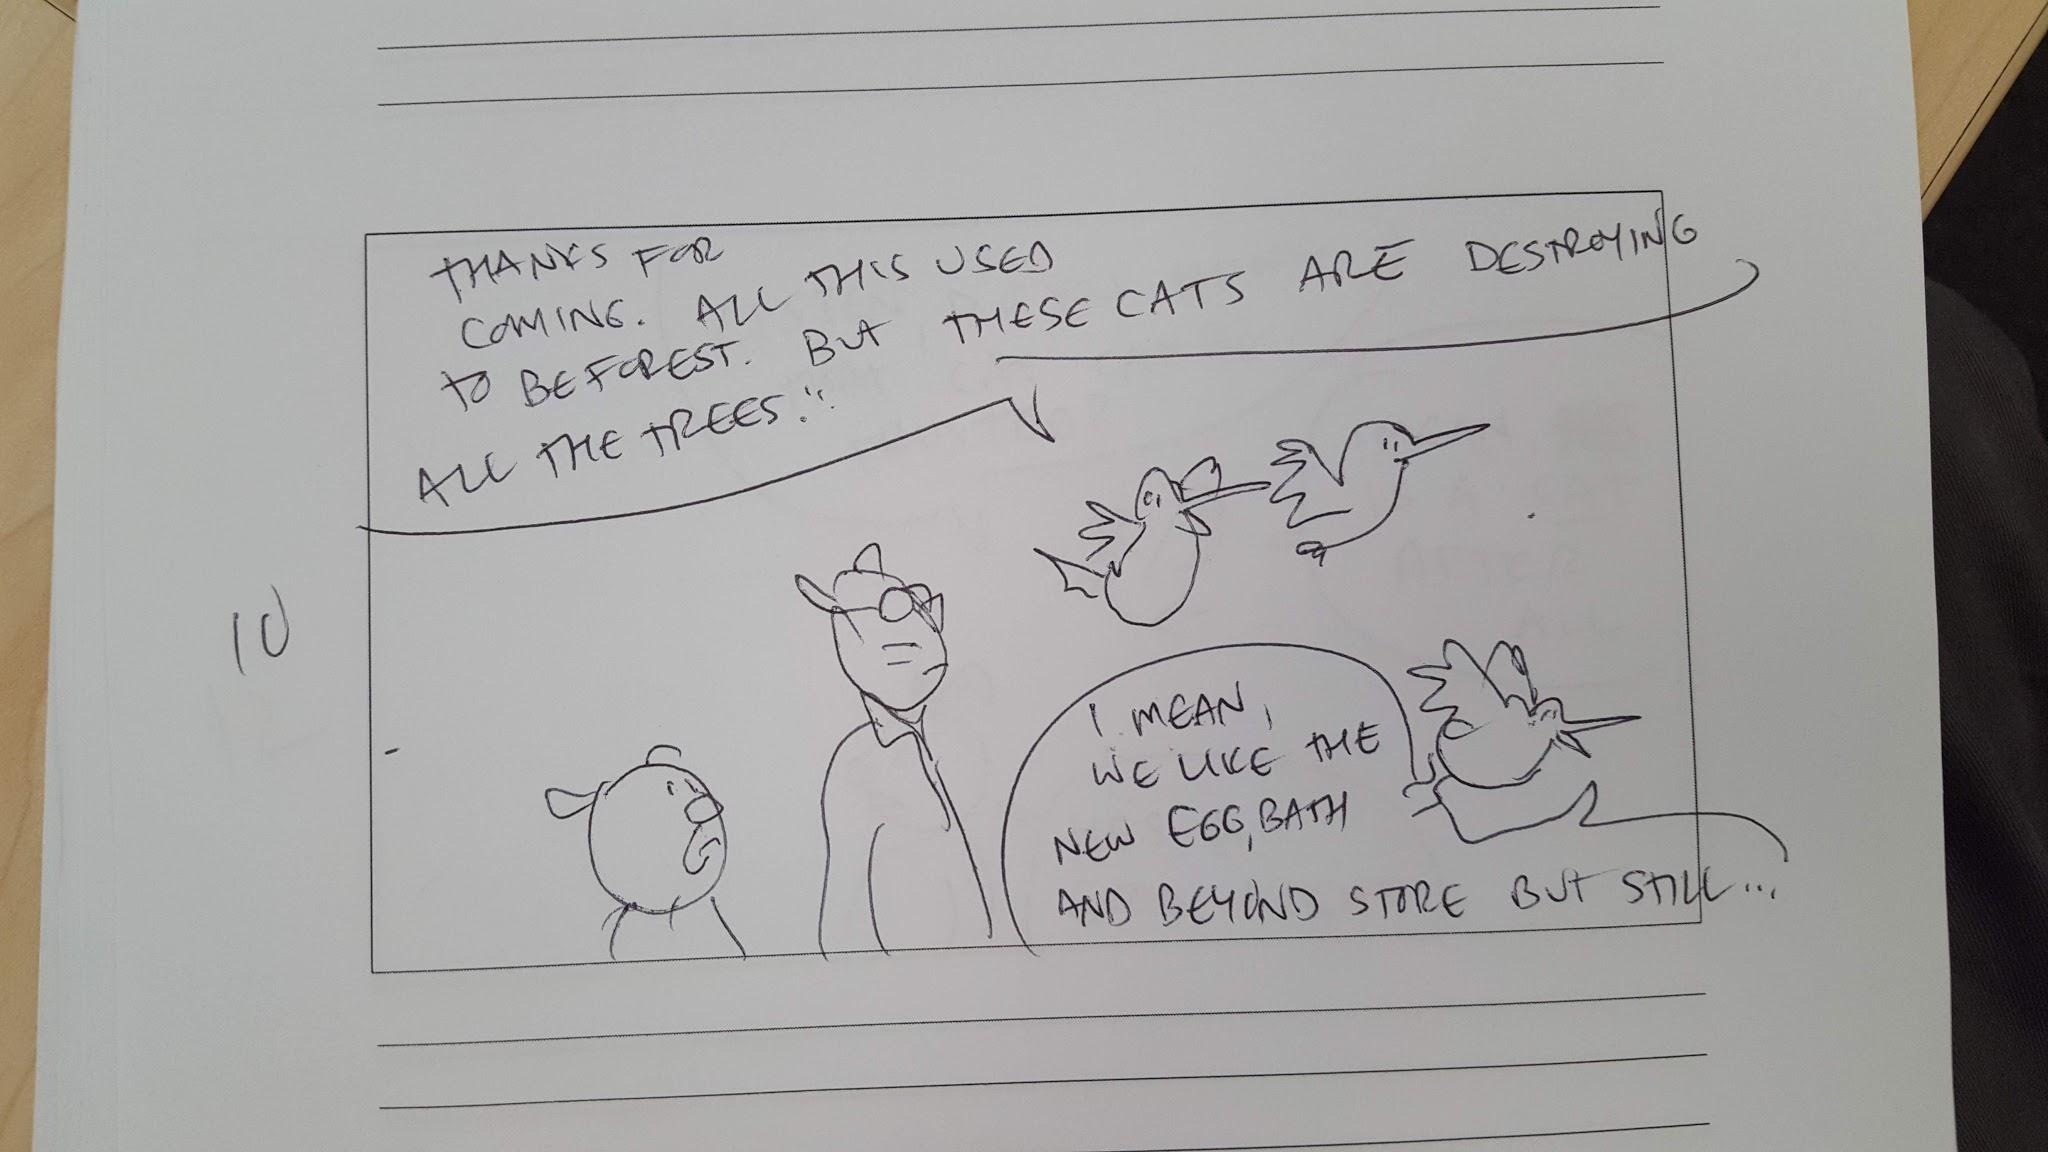 THANKS FOR
COMING. ALL THIS USED
TO BE FOREST. BUT THESE CATS ARE DESTROYING
ALL THE TREES.
10
I MEAN,
WE LIKE THE
NEW EGG, BATH
AND BEYOND STORE BUT STILL...